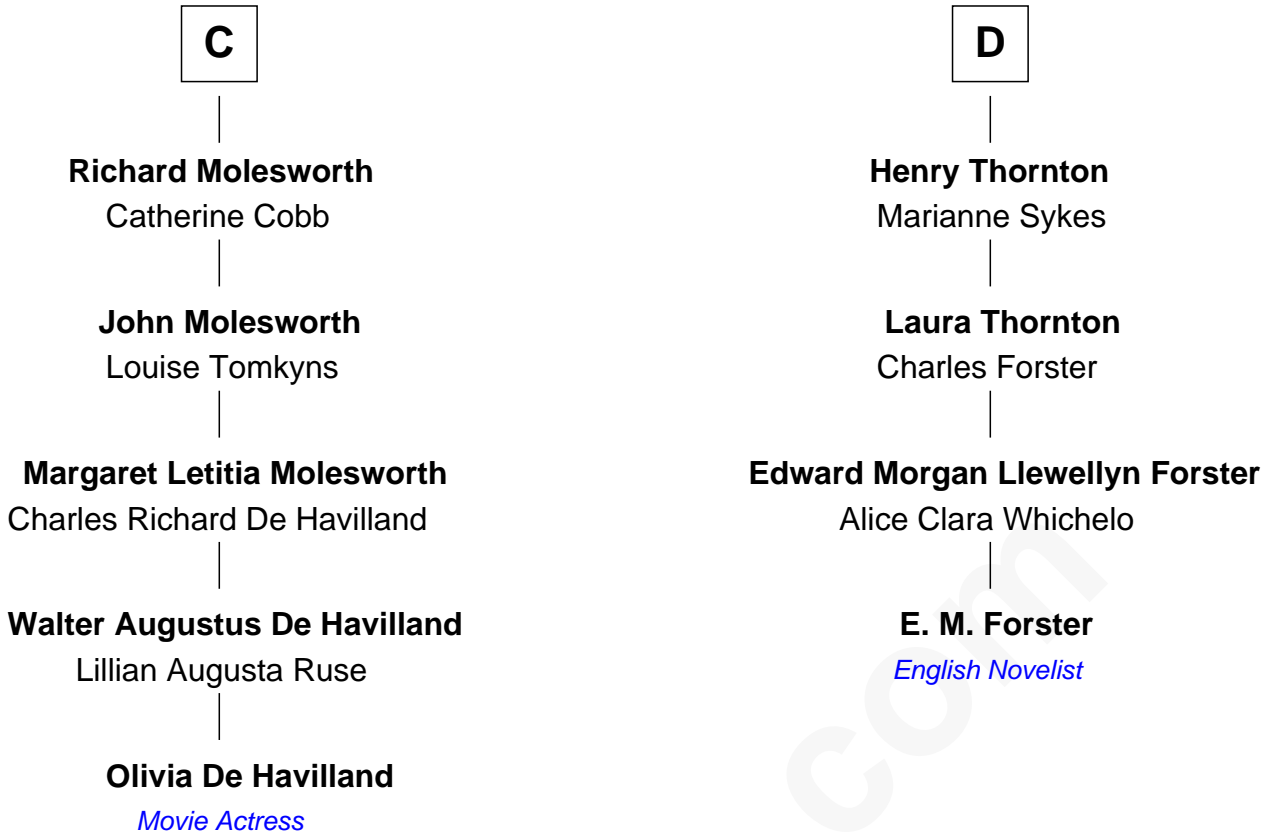 C
Richard Molesworth
Catherine Cobb
John Molesworth
Louise Tomkyns
Margaret Letitia Molesworth
Charles Richard De Havilland
Walter Augustus De Havilland
Lillian Augusta Ruse
Olivia De Havilland
Movie Actress
D
Henry Thornton
Marianne Sykes
Laura Thornton
Charles Forster
Edward Morgan Llewellyn Forster
Alice Clara Whichelo
E. M. Forster
English Novelist
com